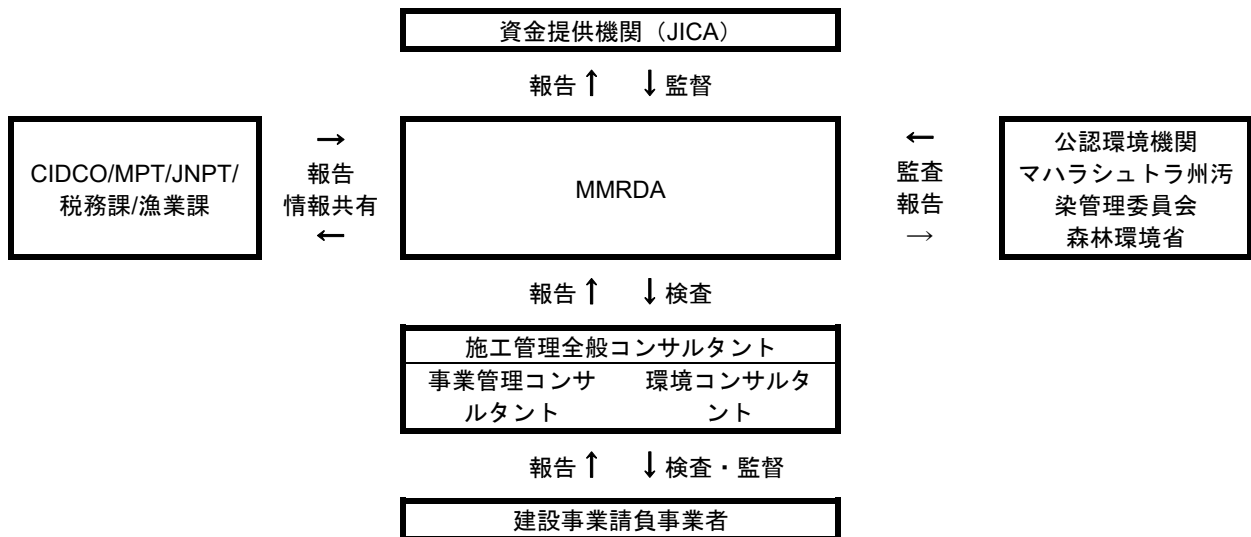 資金提供機関（JICA）
報告↑ ↓監督
CIDCO/MPT/JNPT/
税務課/漁業課
→
報告
情報共有
←
MMRDA
←
監査
報告
→
公認環境機関
マハラシュトラ州汚
染管理委員会
森林環境省
報告↑ ↓検査
施工管理全般コンサルタント
事業管理コンサ
ルタント
環境コンサルタ
ント
報告↑ ↓検査・監督
建設事業請負事業者